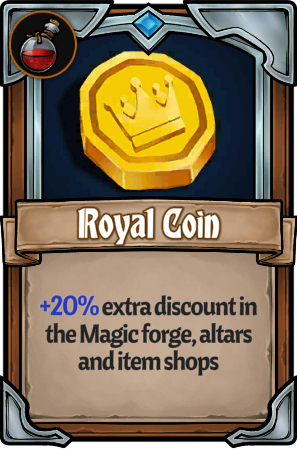 Royal Coin
+20% extra discount in
the Magic forge, altars
and item shops